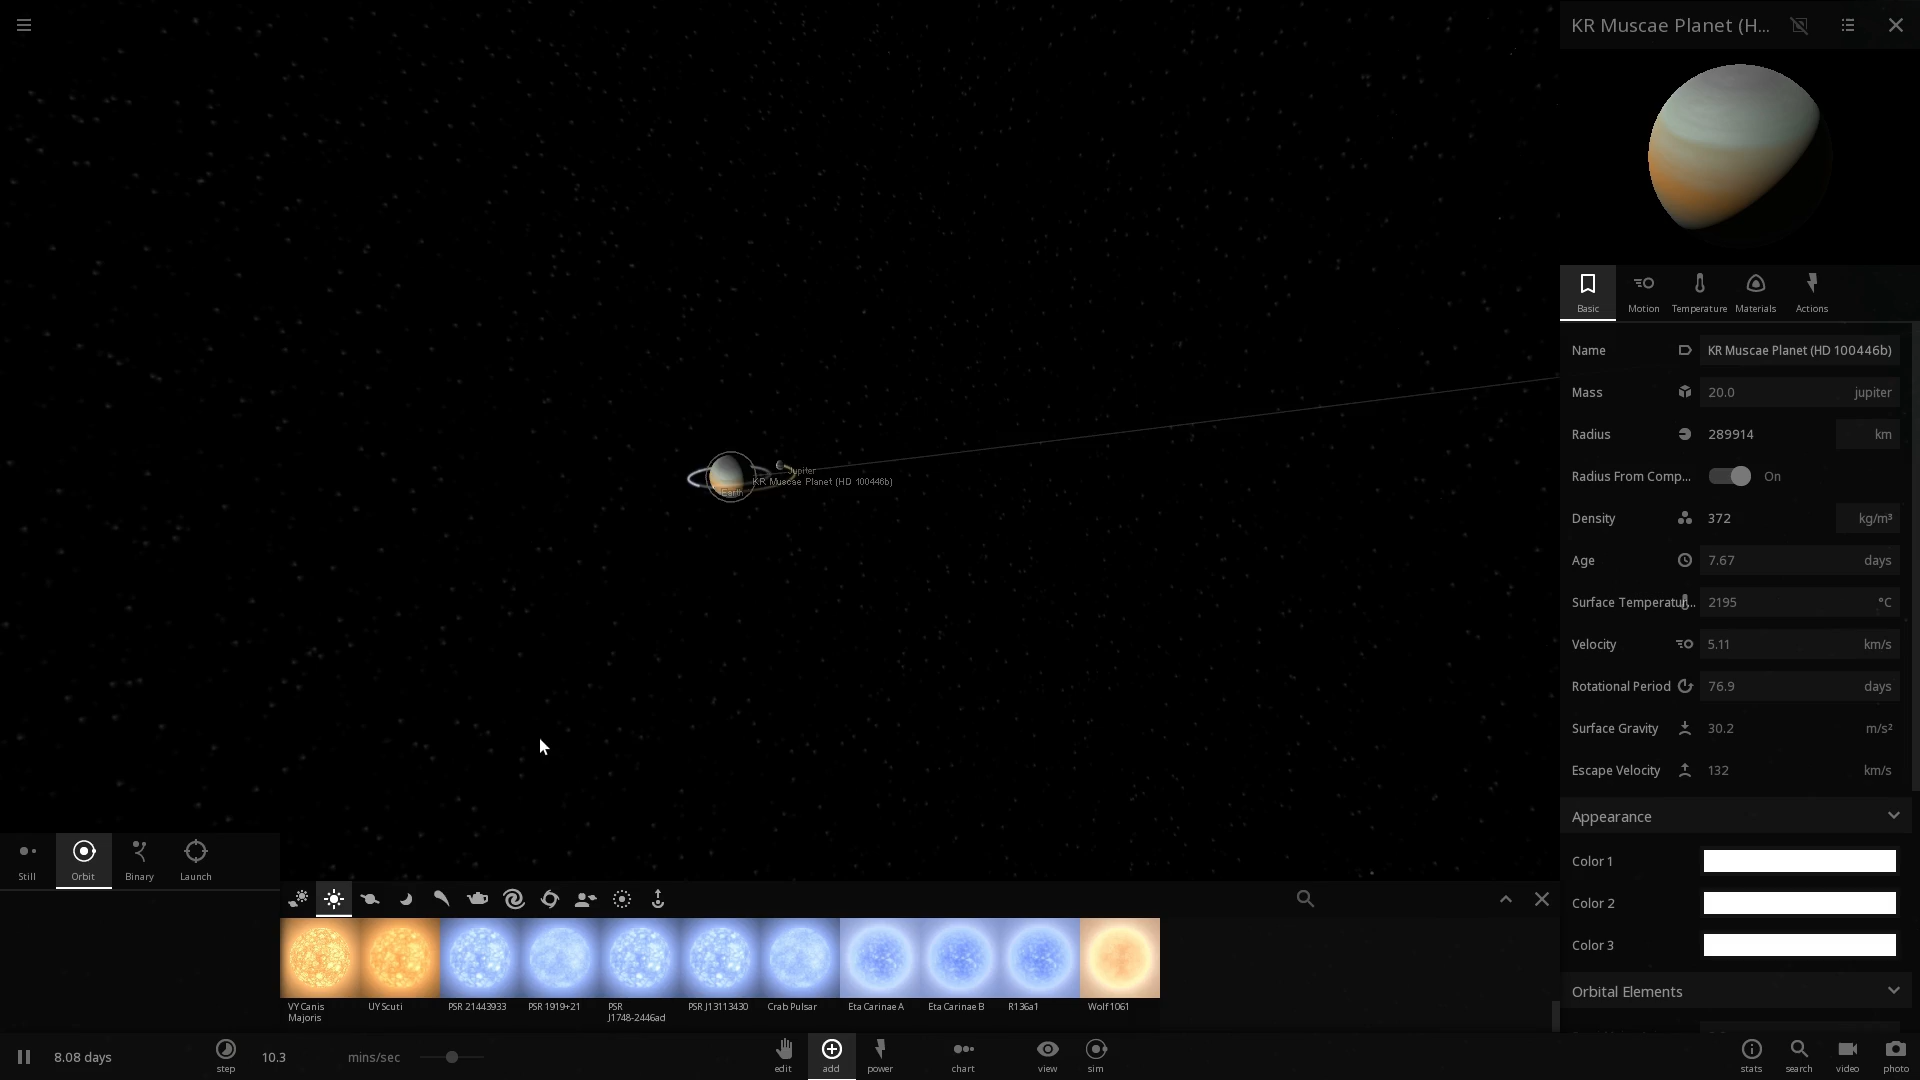 KR Muscae Planet (H...
Basic
Motion
Temperature
Materials
Actions
Name
KR Muscae Planet (HD 100446b)
Mass
20.0
jupiter
Radius
289914
km
Radius From Comp...
On
Density
372
kg/m³
Age
7.67
days
Surface Temperatur...
2195
°C
Velocity
5.11
km/s
Rotational Period
76.9
days
Surface Gravity
30.2
m/s²
Escape Velocity
132
km/s
Appearance
Color 1
Color 2
Color 3
Orbital Elements
Jupiter
KR Muscae Planet (HD 100446b)
Earth
Still
Orbit
Binary
Launch
VY Canis
Majoris
UY Scuti
PSR 21443933
PSR 1919+21
PSR
J1748-2446ad
PSR J13113430
Crab Pulsar
Eta Carinae A
Eta Carinae B
R136a1
Wolf 1061
8.08 days
step
10.3
mins/sec
edit
add
power
chart
view
sim
stats
search
video
photo